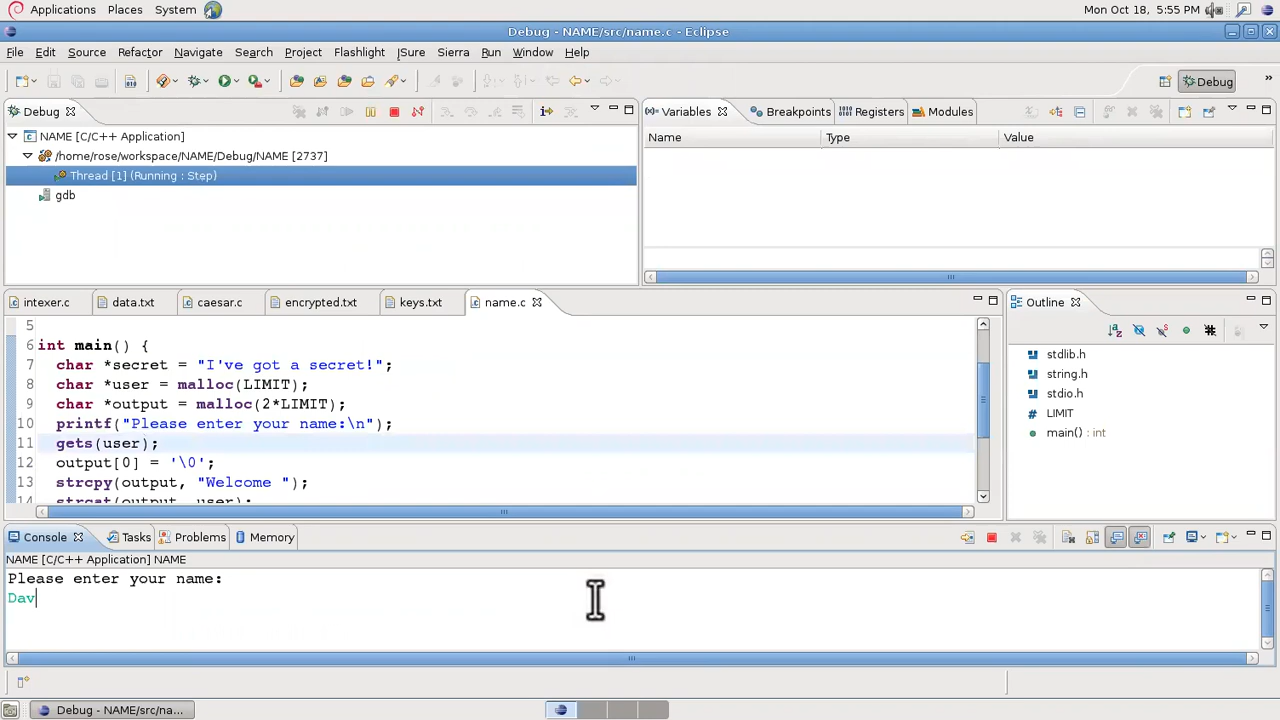 Applications Places System Mon Oct 18, 5:55 PM
Debug - NAME/src/name.c - Eclipse
File Edit Source Refactor Navigate Search Project Flashlight JSure Sierra Run Window Help
Debug
Debug Variables Breakpoints Registers Modules
NAME [C/C++ Application] Name Type Value
/home/rose/workspace/NAME/Debug/NAME [2737]
Thread [1] (Running : Step)
gdb
intexer.c data.txt caesar.c encrypted.txt keys.txt name.c Outline
5
6 int main() {
7 char *secret = "I've got a secret!";
8 char *user = malloc(LIMIT);
9 char *output = malloc(2*LIMIT);
10 printf("Please enter your name:\n");
11 gets(user);
12 output[0] = '\0';
13 strcpy(output, "Welcome ");
14 strcat(output, user);
stdlib.h
string.h
stdio.h
LIMIT
main() : int
Console Tasks Problems Memory
NAME [C/C++ Application] NAME
Please enter your name:
Dav
Debug - NAME/src/na...